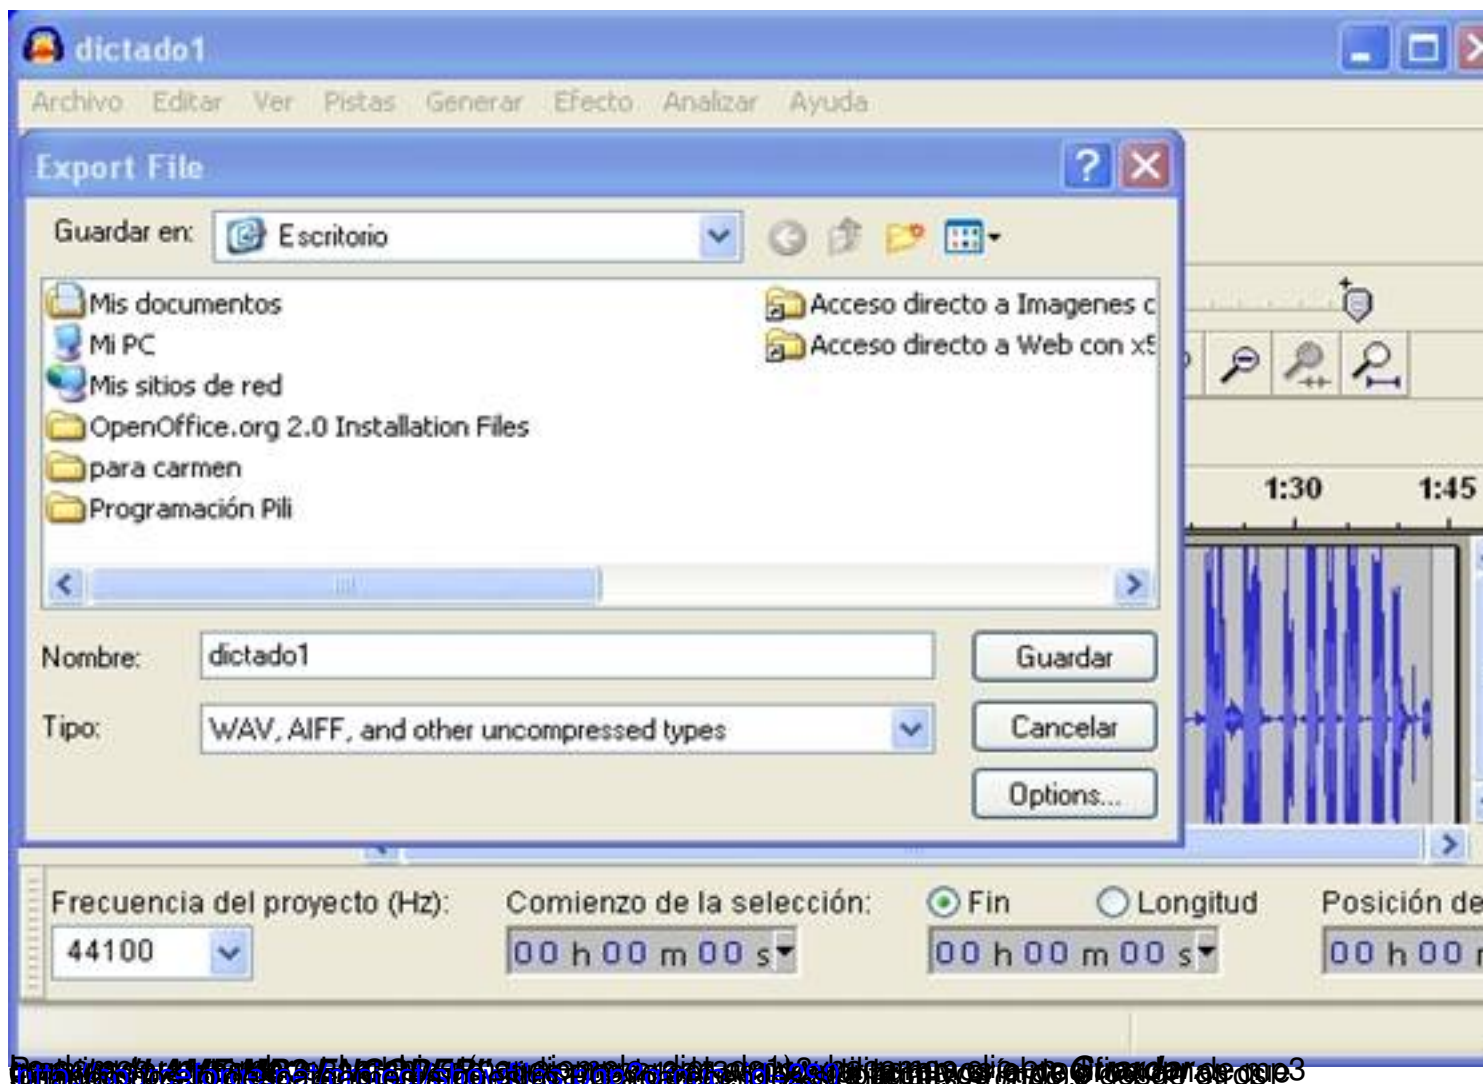 dictado1
Archivo Editar Ver Pistas Generar Efecto Analizar Ayuda
Export File
Guardar en: Escritorio
Mis documentos
Mi PC
Mis sitios de red
OpenOffice.org 2.0 Installation Files
para carmen
Programación Pili
Acceso directo a Imagenes c
Acceso directo a Web con x5
1:30 1:45
Nombre: dictado1 Guardar
Tipo: WAV, AIFF, and other uncompressed types Cancelar
Options...
Frecuencia del proyecto (Hz): Comienzo de la selección: Fin Longitud Posición de
44100 00 h 00 m 00 s 00 h 00 m 00 s 00 h 00